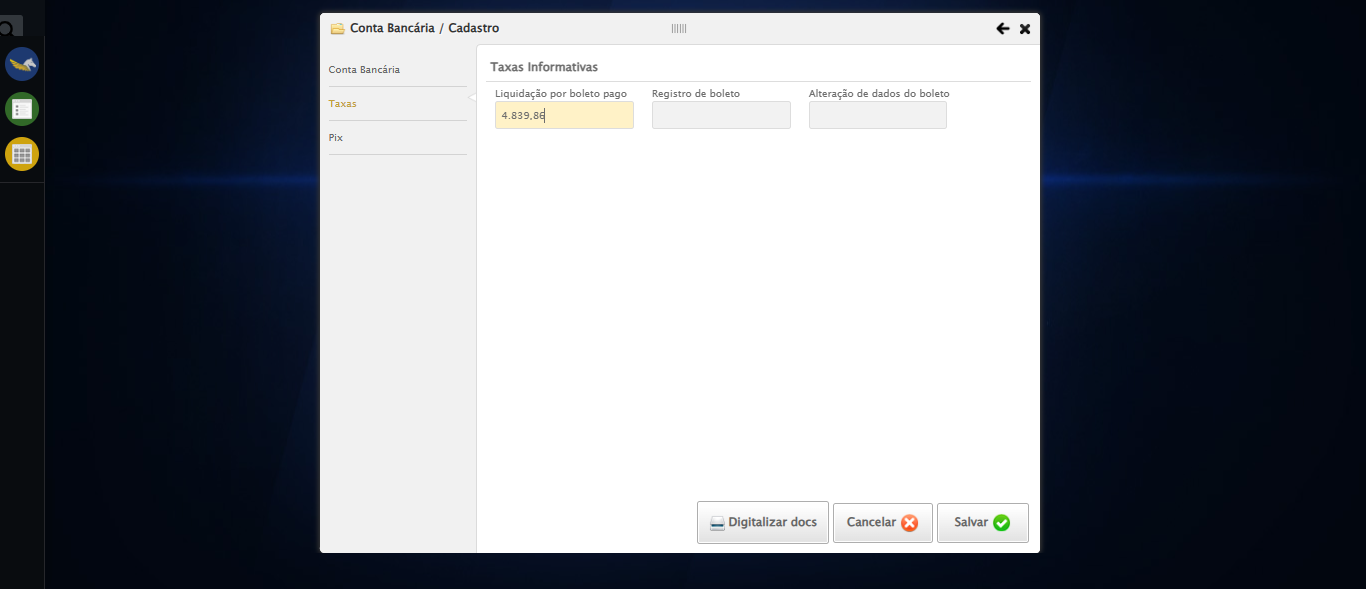 Conta Bancária / Cadastro
Conta Bancária
Taxas
Pix
Taxas Informativas
Liquidação por boleto pago
Registro de boleto
Alteração de dados do boleto
4.839,86
Digitalizar docs
Cancelar
Salvar